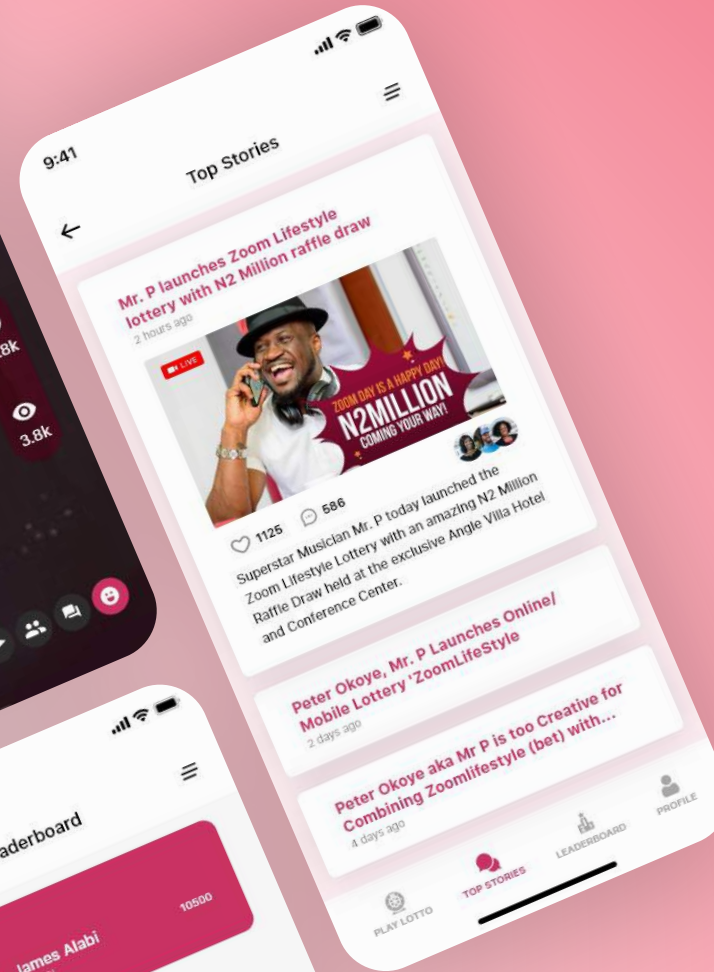 9:41
Top Stories
Mr. P launches Zoom Lifestyle
lottery with N2 Million raffle draw
2 hours ago
LIVE
ZOOM DAY IS A HAPPY DAY!
N2MILLION
COMING YOUR WAY!
1125
586
Superstar Musician Mr. P today launched the
Zoom Lifestyle Lottery with an amazing N2 Million
Raffle Draw held at the exclusive Angle Villa Hotel
and Conference Center.
Peter Okoye, Mr. P Launches Online/
Mobile Lottery 'ZoomLifeStyle
2 days ago
Peter Okoye aka Mr P is too Creative for
Combining Zoomlifestyle (bet) with...
4 days ago
PLAY LOTTO
TOP STORIES
LEADERBOARD
PROFILE
.8k
3.8k
aderboard
James Alabi
10500